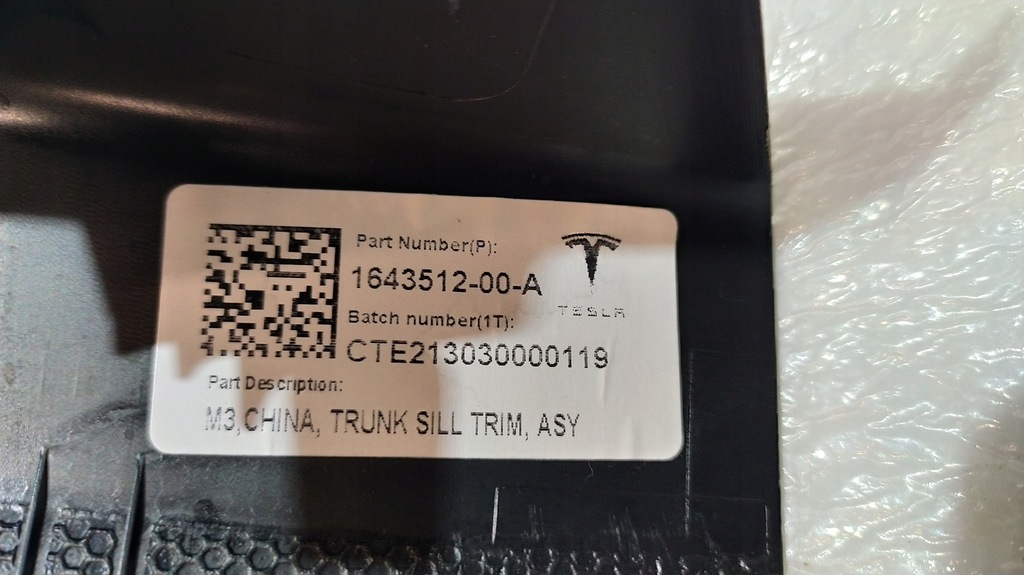 Part Number(P):
1643512-00-A
TESLA
Batch number(1T):
CTE213030000119
Part Description:
M3,CHINA, TRUNK SILL TRIM, ASY